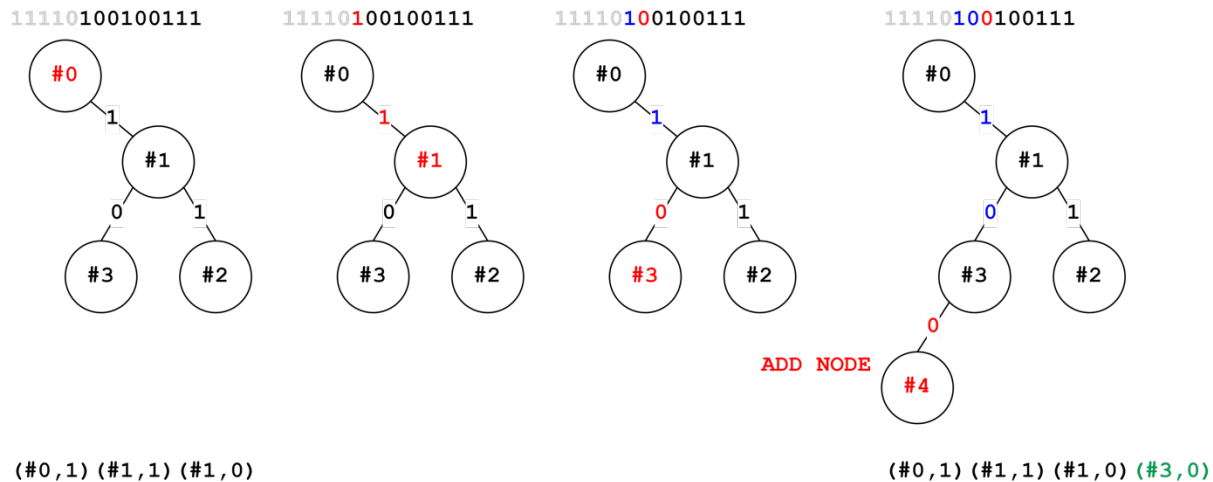 11110100100111 11110100100111 11110100100111 11110100100111
#0 #0 #0 #0
1 1 1 1
#1 #1 #1 #1
0 1 0 1 0 1 0 1
#3 #2 #3 #2 #3 #2 #3 #2
0
ADD NODE #4
(#0,1)(#1,1)(#1,0) (#0,1)(#1,1)(#1,0)(#3,0)